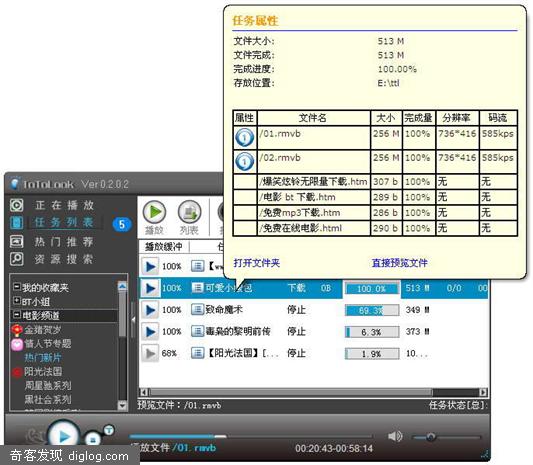 任务属性
文件大小: 513 M
文件完成: 513 M
完成进度: 100.00%
存放位置: E:\ttl
属性 文件名 大小 完成量 分辨率 码流
/01.rmvb 256 M 100% 736*416 585kps
/02.rmvb 256 M 100% 736*416 585kps
/爆笑炫铃无限量下载.htm 307 b 100% 无 无
/电影 bt 下载.htm 289 b 100% 无 无
/免费mp3下载.htm 286 b 100% 无 无
/免费在线电影.html 290 b 100% 无 无
打开文件夹 直接预览文件
ToToLook Ver0.2.0.2
正在播放
任务列表 5
热门推荐
资源搜索
播放 列表
播放缓冲
100% 【
100% 可爱小 包 下载 0B 100.0% 513 M 0/0 00
100% 致命魔术 停止 69.3% 349 M
100% 毒枭的黎明前传 停止 6.3% 373 M
68% 【阳光法国】[... 停止 1.9% 10...
我的收藏夹
BT小组
电影频道
金猪贺岁
情人节专题
热门新片
阳光法国
周星驰系列
黑社会系列
预览文件:/01.rmvb 任务状态[总]:
播放文件 /01.rmvb 00:20:43-00:58:14
奇客发现 diglog.com